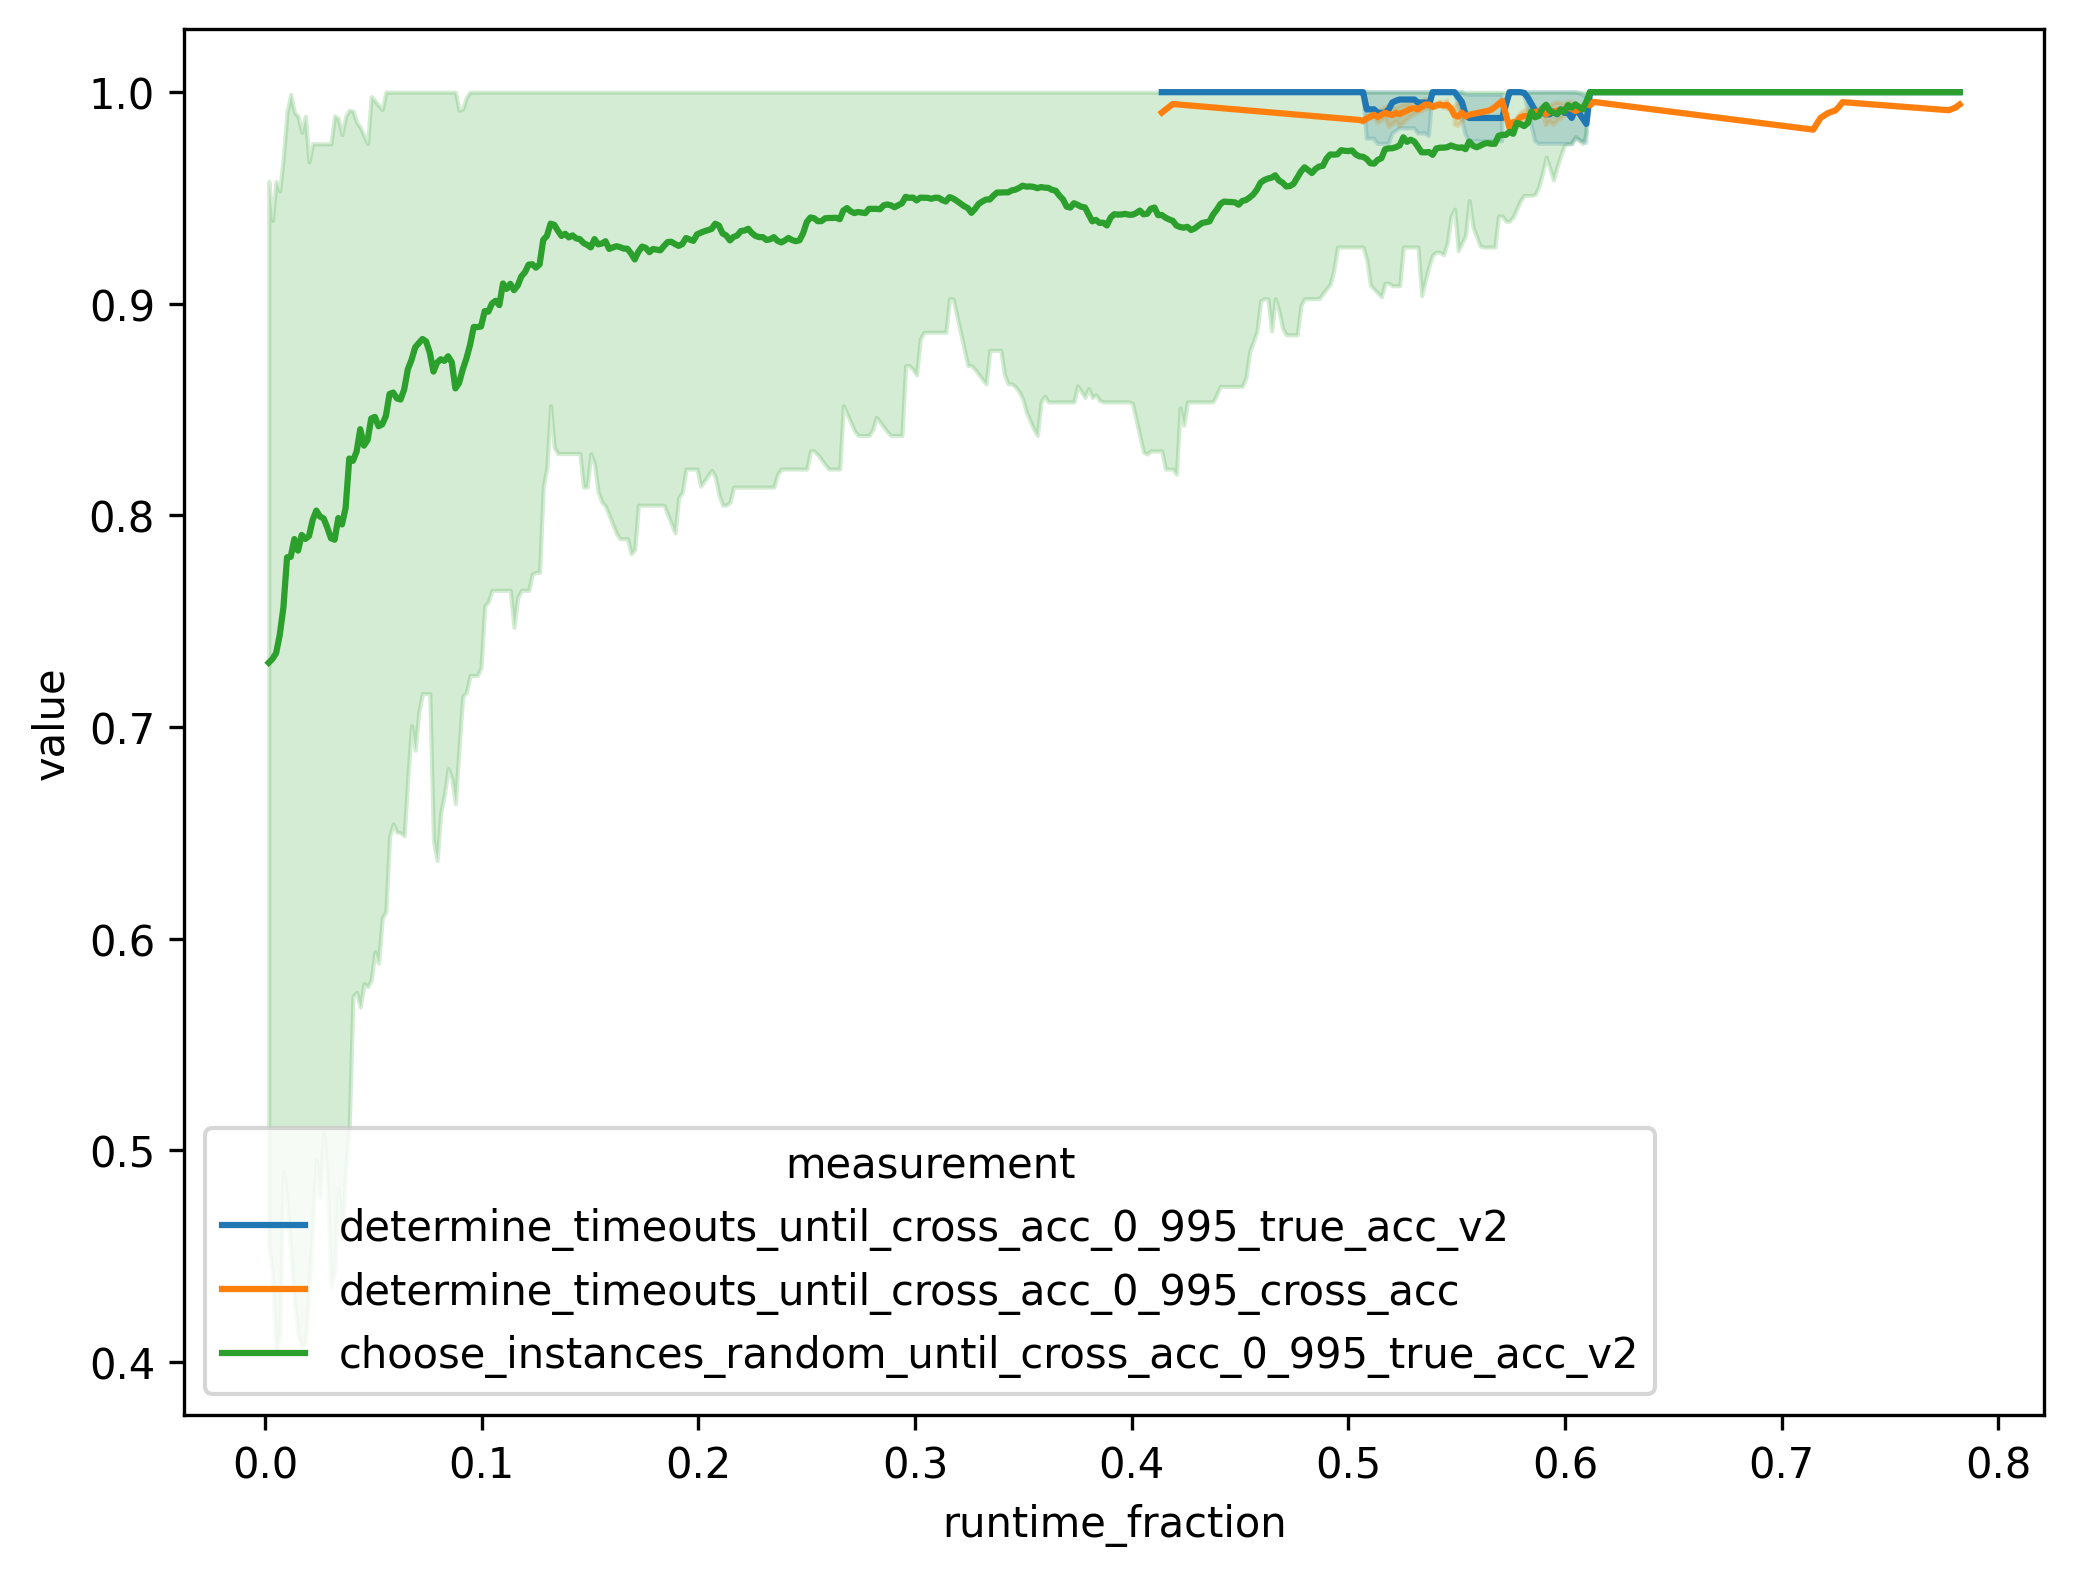 1.0
0.9
0.8
0.7
0.6
0.5
0.4
value
measurement
determine_timeouts_until_cross_acc_0_995_true_acc_v2
determine_timeouts_until_cross_acc_0_995_cross_acc
choose_instances_random_until_cross_acc_0_995_true_acc_v2
0.0 0.1 0.2 0.3 0.4 0.5 0.6 0.7 0.8
runtime_fraction